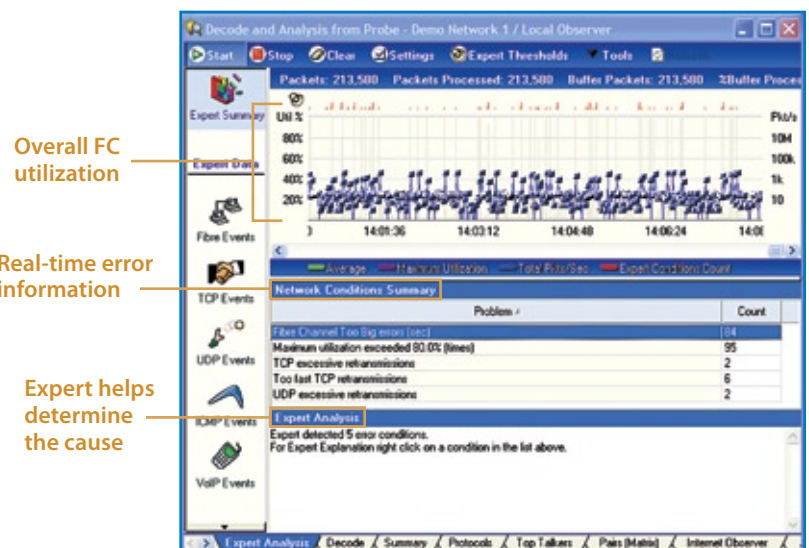 Decode and Analysis from Probe - Demo Network 1 / Local Observer
Start Stop Clear Settings Expert Thresholds Tools
Packets: 213,580 Packets Processed: 213,580 Buffer Packets: 213,580 %Buffer Proces
Expert Summary
Expert Data
Fibre Events
TCP Events
UDP Events
ICMP Events
VoIP Events
Overall FC
utilization
Real-time error
information
Expert helps
determine
the cause
Util % Pkt/s
80% 10M
60% 100k
40% 1k
20% 10
14:01:36 14:03:12 14:04:48 14:06:24
Average Maximum Utilization Total Pkts/Sec Expert Conditions Count
Network Conditions Summary
Problem Count
Fibre Channel Too Big errors (sec) 84
Maximum utilization exceeded 80.0% (times) 95
TCP excessive retransmissions 2
Too fast TCP retransmissions 6
UDP excessive retransmissions 2
Expert Analysis
Expert detected 5 error conditions.
For Expert Explanation right click on a condition in the list above.
Expert Analysis Decode Summary Protocols Top Talkers Pairs (Matrix) Internet Observer